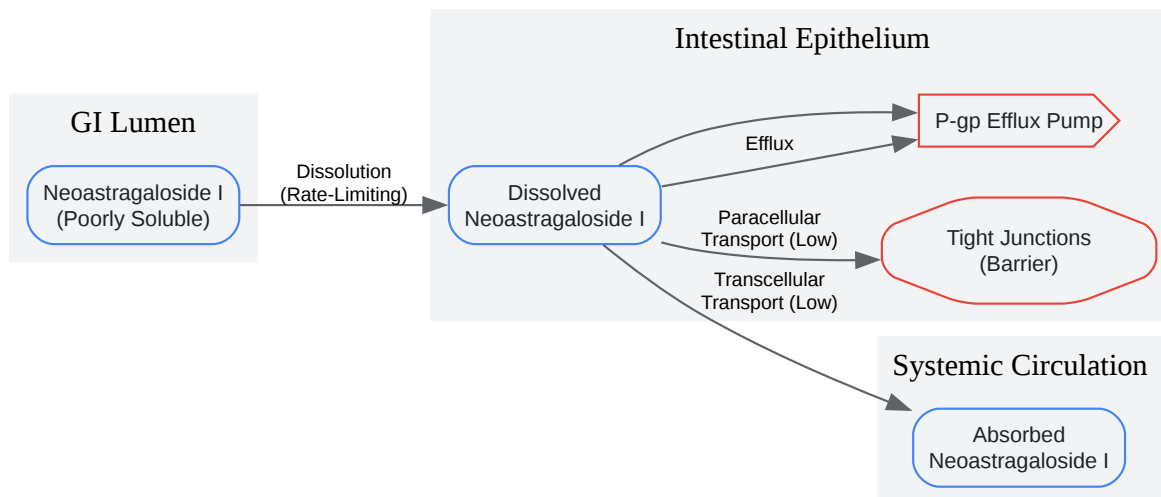 GI Lumen
Neoastragaloside I
(Poorly Soluble)
Dissolution
(Rate-Limiting)
Intestinal Epithelium
Dissolved
Neoastragaloside I
Efflux
P-gp Efflux Pump
Paracellular
Transport (Low)
Tight Junctions
(Barrier)
Transcellular
Transport (Low)
Systemic Circulation
Absorbed
Neoastragaloside I